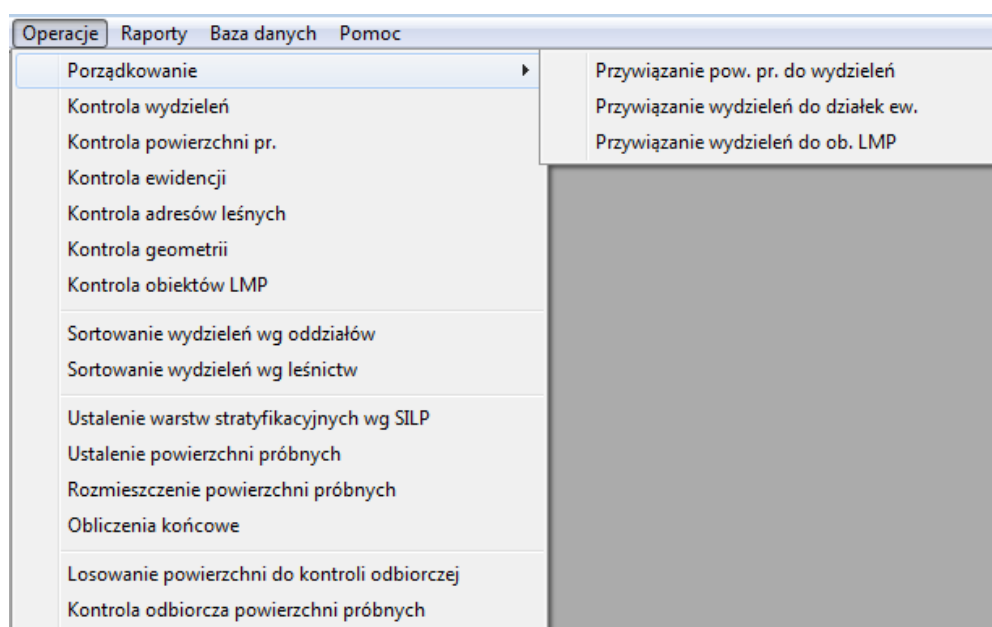 Operacje Raporty Baza danych Pomoc
Porządkowanie
Przywiązanie pow. pr. do wydzieleń
Kontrola wydzieleń
Przywiązanie wydzieleń do działek ew.
Kontrola powierzchni pr.
Przywiązanie wydzieleń do ob. LMP
Kontrola ewidencji
Kontrola adresów leśnych
Kontrola geometrii
Kontrola obiektów LMP
Sortowanie wydzieleń wg oddziałów
Sortowanie wydzieleń wg leśnictw
Ustalenie warstw stratyfikacyjnych wg SILP
Ustalenie powierzchni próbnych
Rozmieszczenie powierzchni próbnych
Obliczenia końcowe
Losowanie powierzchni do kontroli odbiorczej
Kontrola odbiorcza powierzchni próbnych